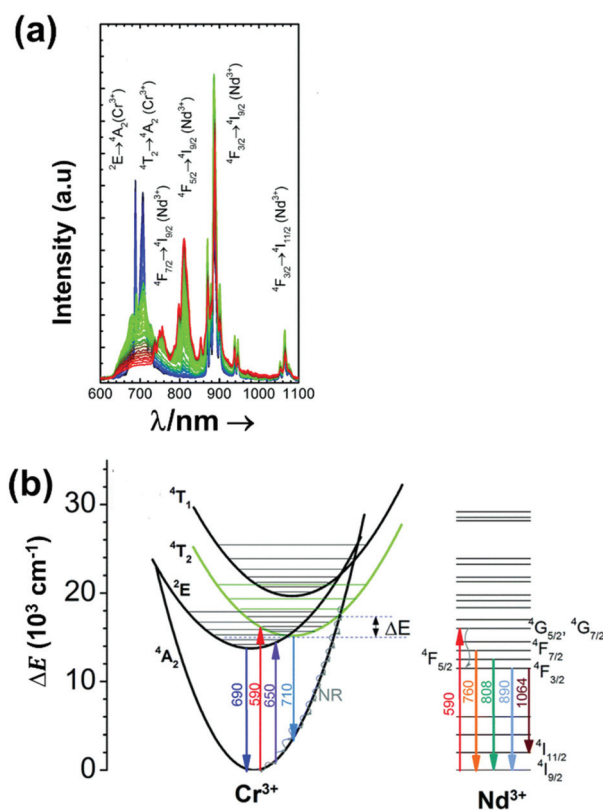 (a)
Intensity (a.u)
²E→⁴A₂(Cr³⁺)
⁴T₂→⁴A₂ (Cr³⁺)
⁴F₇/₂→⁴I₉/₂ (Nd³⁺)
⁴F₅/₂→⁴I₉/₂ (Nd³⁺)
⁴F₃/₂→⁴I₉/₂ (Nd³⁺)
⁴F₃/₂→⁴I₁₁/₂ (Nd³⁺)
600 700 800 900 1000 1100
λ/nm →
(b)
ΔE (10³ cm⁻¹)
30
20
10
0
⁴T₁
⁴T₂
²E
⁴A₂
ΔE
690 590 650 710 NR
Cr³⁺
⁴G₅/₂, ⁴G₇/₂
⁴F₇/₂
⁴F₅/₂ ⁴F₃/₂
590 760 808 890 1064
⁴I₁₁/₂
⁴I₉/₂
Nd³⁺